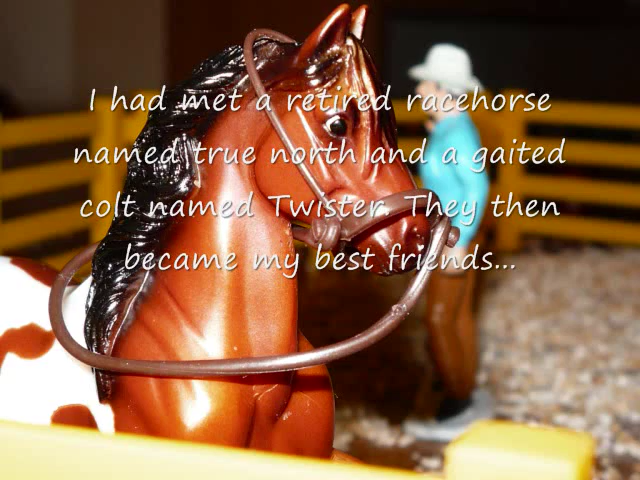 I had met a retired racehorse
named true north and a gaited
colt named Twister. They then
became my best friends...